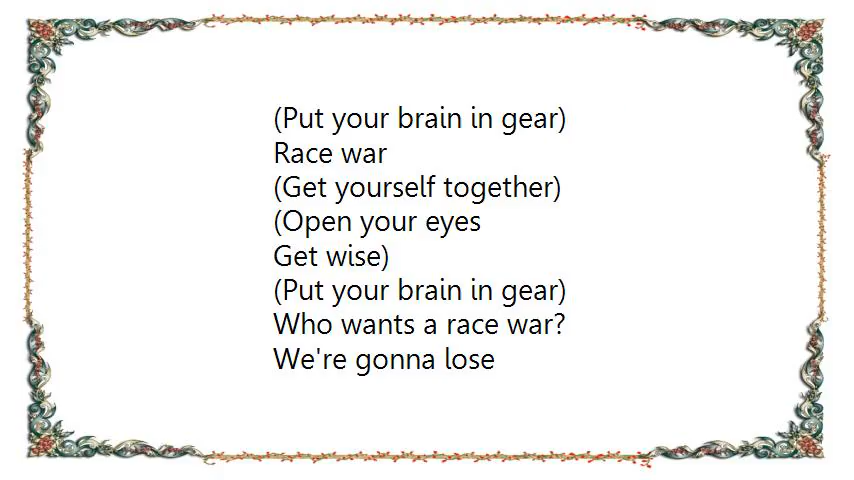 (Put your brain in gear)
Race war
(Get yourself together)
(Open your eyes
Get wise)
(Put your brain in gear)
Who wants a race war?
We're gonna lose